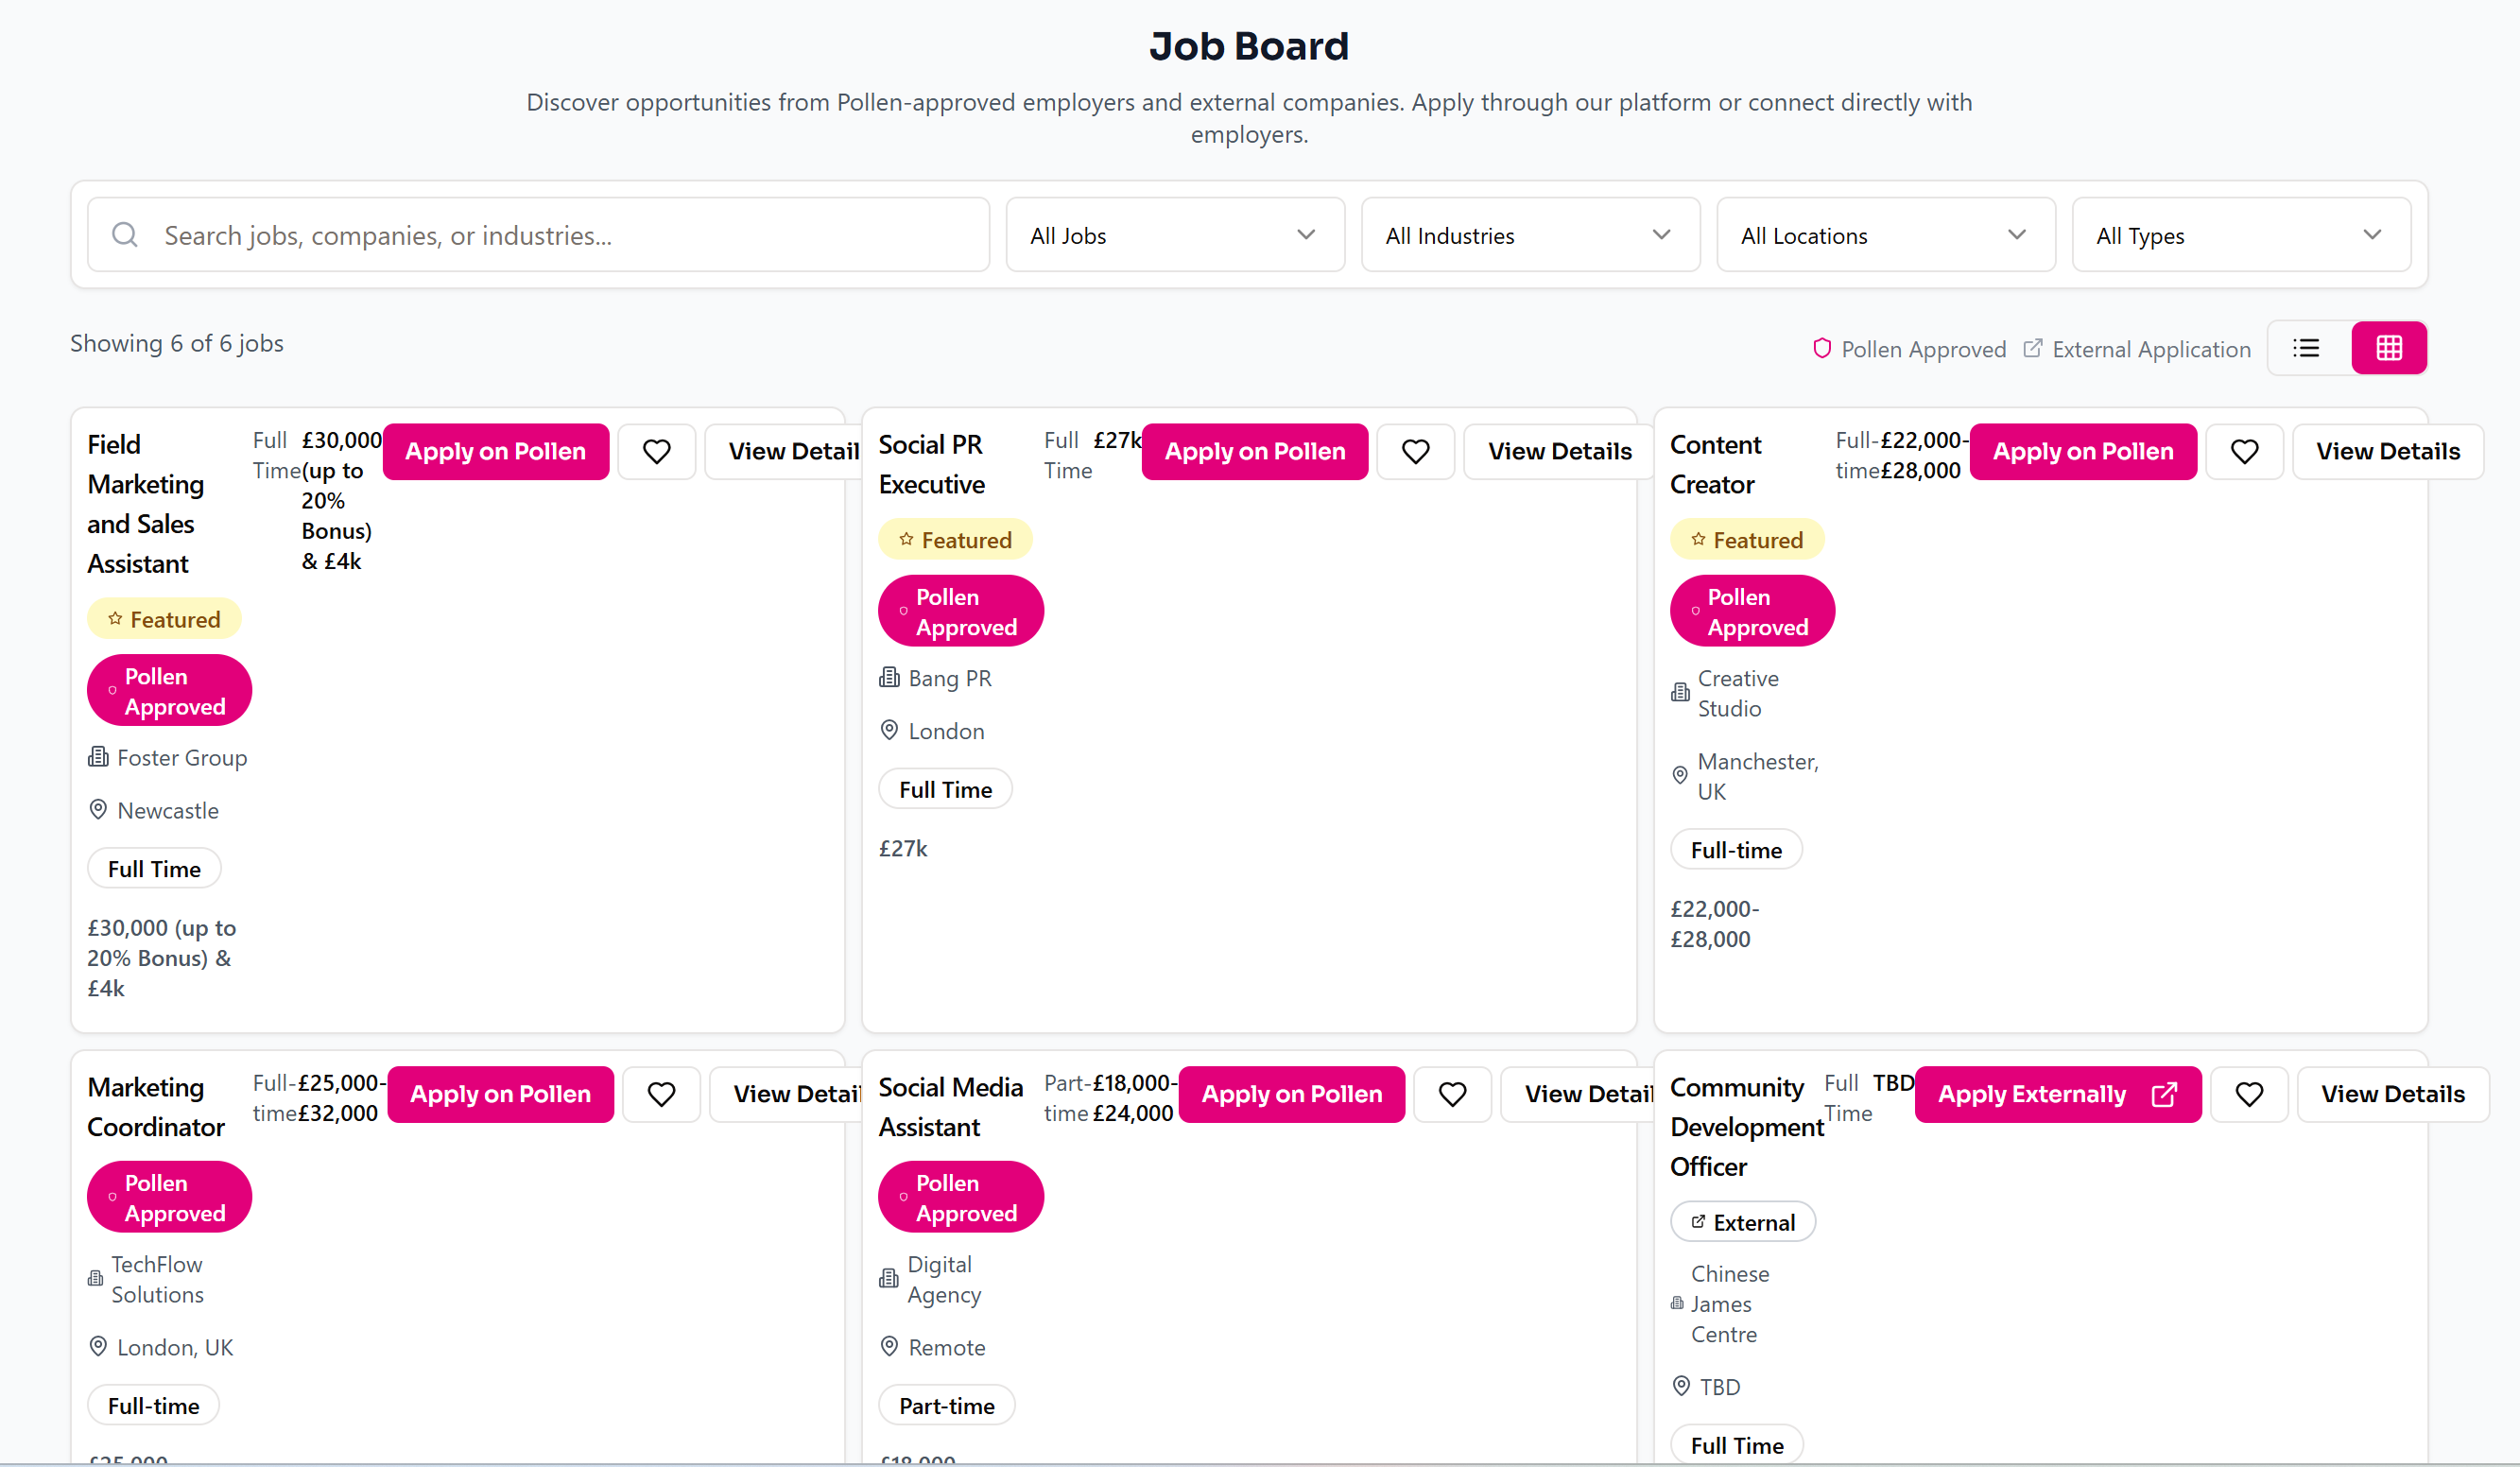 Job Board
Discover opportunities from Pollen-approved employers and external companies. Apply through our platform or connect directly with
employers.
Search jobs, companies, or industries...
All Jobs
All Industries
All Locations
All Types
Showing 6 of 6 jobs
Pollen Approved
External Application
Field
Marketing
and Sales
Assistant
Featured
Pollen
Approved
Foster Group
Newcastle
Full Time
£30,000 (up to
20% Bonus) &
£4k
Full
Time
£30,000
(up to
20%
Bonus)
& £4k
Apply on Pollen
View Detail
Social PR
Executive
Featured
Pollen
Approved
Bang PR
London
Full Time
£27k
Full
Time
£27k
Apply on Pollen
View Details
Content
Creator
Featured
Pollen
Approved
Creative
Studio
Manchester,
UK
Full-time
£22,000-
£28,000
Full-
time
£22,000-
£28,000
Apply on Pollen
View Details
Marketing
Coordinator
Pollen
Approved
TechFlow
Solutions
London, UK
Full-time
£25,000
Full-
time
£25,000-
£32,000
Apply on Pollen
View Detail
Social Media
Assistant
Pollen
Approved
Digital
Agency
Remote
Part-time
£18,000
Part-
time
£18,000-
£24,000
Apply on Pollen
View Detail
Community
Development
Officer
External
Chinese
James
Centre
TBD
Full Time
Full
Time
TBD
Apply Externally
View Details